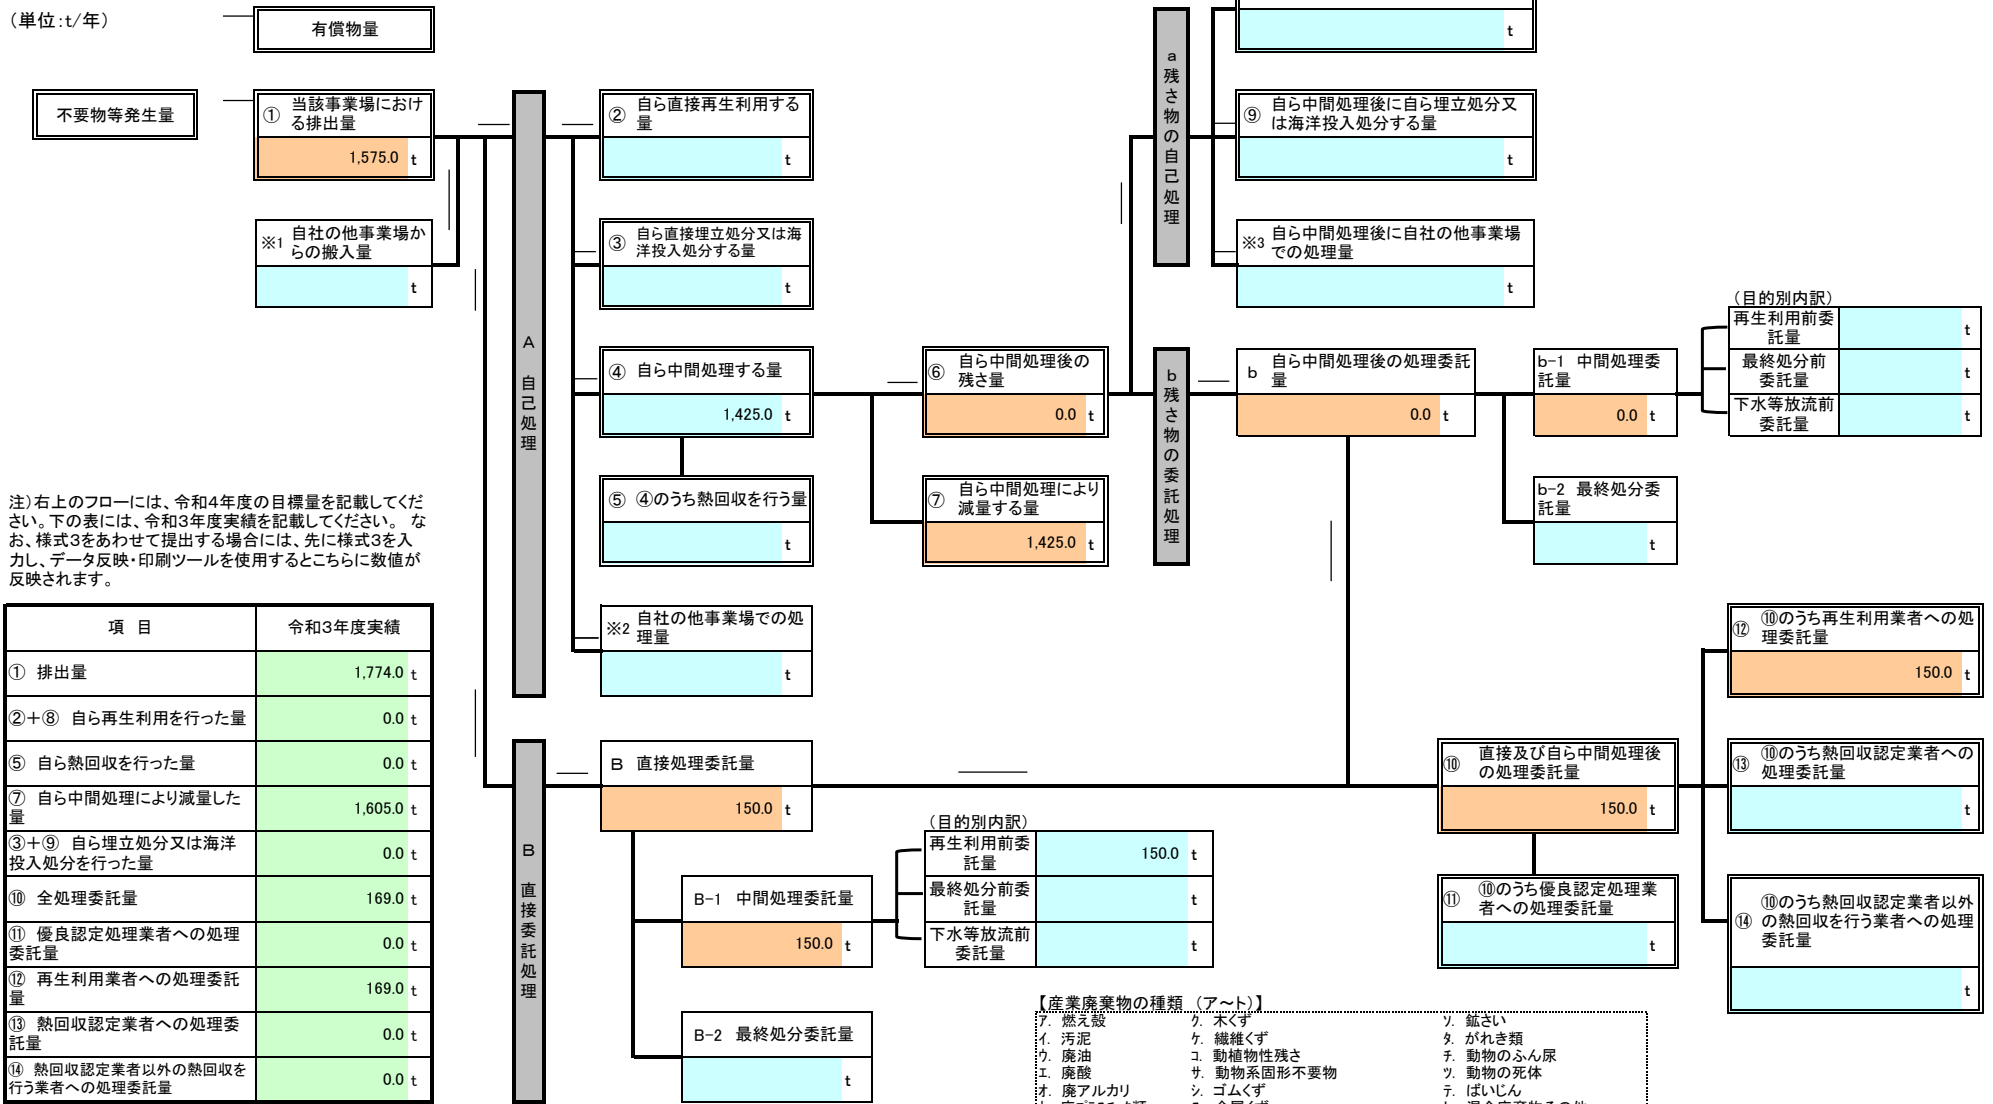 （単位：t/年）
有償物量
不要物等発生量
① 当該事業場におけ
る排出量
1,575.0 t
※1 自社の他事業場か
らの搬入量
t
A 自己処理
② 自ら直接再生利用する
量
t
③ 自ら直接埋立処分又は海
洋投入処分する量
t
④ 自ら中間処理する量
1,425.0 t
⑤ ④のうち熱回収を行う量
t
※2 自社の他事業場での処
理量
t
⑥ 自ら中間処理後の
残さ量
0.0 t
⑦ 自ら中間処理により
減量する量
1,425.0 t
a 残さ物の自己処理
t
⑨ 自ら中間処理後に自ら埋立処分又
は海洋投入処分する量
t
※3 自ら中間処理後に自社の他事業場
での処理量
t
b 残さ物の委託処理
b 自ら中間処理後の処理委託
量
0.0 t
b-1 中間処理委
託量
0.0 t
（目的別内訳）
再生利用前委
託量
t
最終処分前
委託量
t
下水等放流前
委託量
t
b-2 最終処分委
託量
t
注）右上のフローには、令和４年度の目標量を記載してくだ
さい。下の表には、令和３年度実績を記載してください。 な
お、様式３をあわせて提出する場合には、先に様式３を入
力し、データ反映・印刷ツールを使用するとこちらに数値が
反映されます。
項 目 令和３年度実績
① 排出量 1,774.0 t
②＋⑧ 自ら再生利用を行った量 0.0 t
⑤ 自ら熱回収を行った量 0.0 t
⑦ 自ら中間処理により減量した
量 1,605.0 t
③＋⑨ 自ら埋立処分又は海洋
投入処分を行った量 0.0 t
⑩ 全処理委託量 169.0 t
⑪ 優良認定処理業者への処理
委託量 0.0 t
⑫ 再生利用業者への処理委託
量 169.0 t
⑬ 熱回収認定業者への処理委
託量 0.0 t
⑭ 熱回収認定業者以外の熱回収を
行う業者への処理委託量 0.0 t
B 直接委託処理
B 直接処理委託量
150.0 t
B-1 中間処理委託量
150.0 t
（目的別内訳）
再生利用前委
託量
150.0 t
最終処分前委
託量
t
下水等放流前
委託量
t
B-2 最終処分委託量
t
⑩ 直接及び自ら中間処理後
の処理委託量
150.0 t
⑪ ⑩のうち優良認定処理業
者への処理委託量
t
⑫ ⑩のうち再生利用業者への処
理委託量
150.0 t
⑬ ⑩のうち熱回収認定業者への
処理委託量
t
⑭ ⑩のうち熱回収認定業者以外
の熱回収を行う業者への処理
委託量
t
【産業廃棄物の種類 （ア～ト）】
ア. 燃え殻 ク. 木くず ソ. 鉱さい
イ. 汚泥 ケ. 繊維くず タ. がれき類
ウ. 廃油 コ. 動植物性残さ チ. 動物のふん尿
エ. 廃酸 サ. 動物系固形不要物 ツ. 動物の死体
オ. 廃アルカリ シ. ゴムくず テ. ばいじん